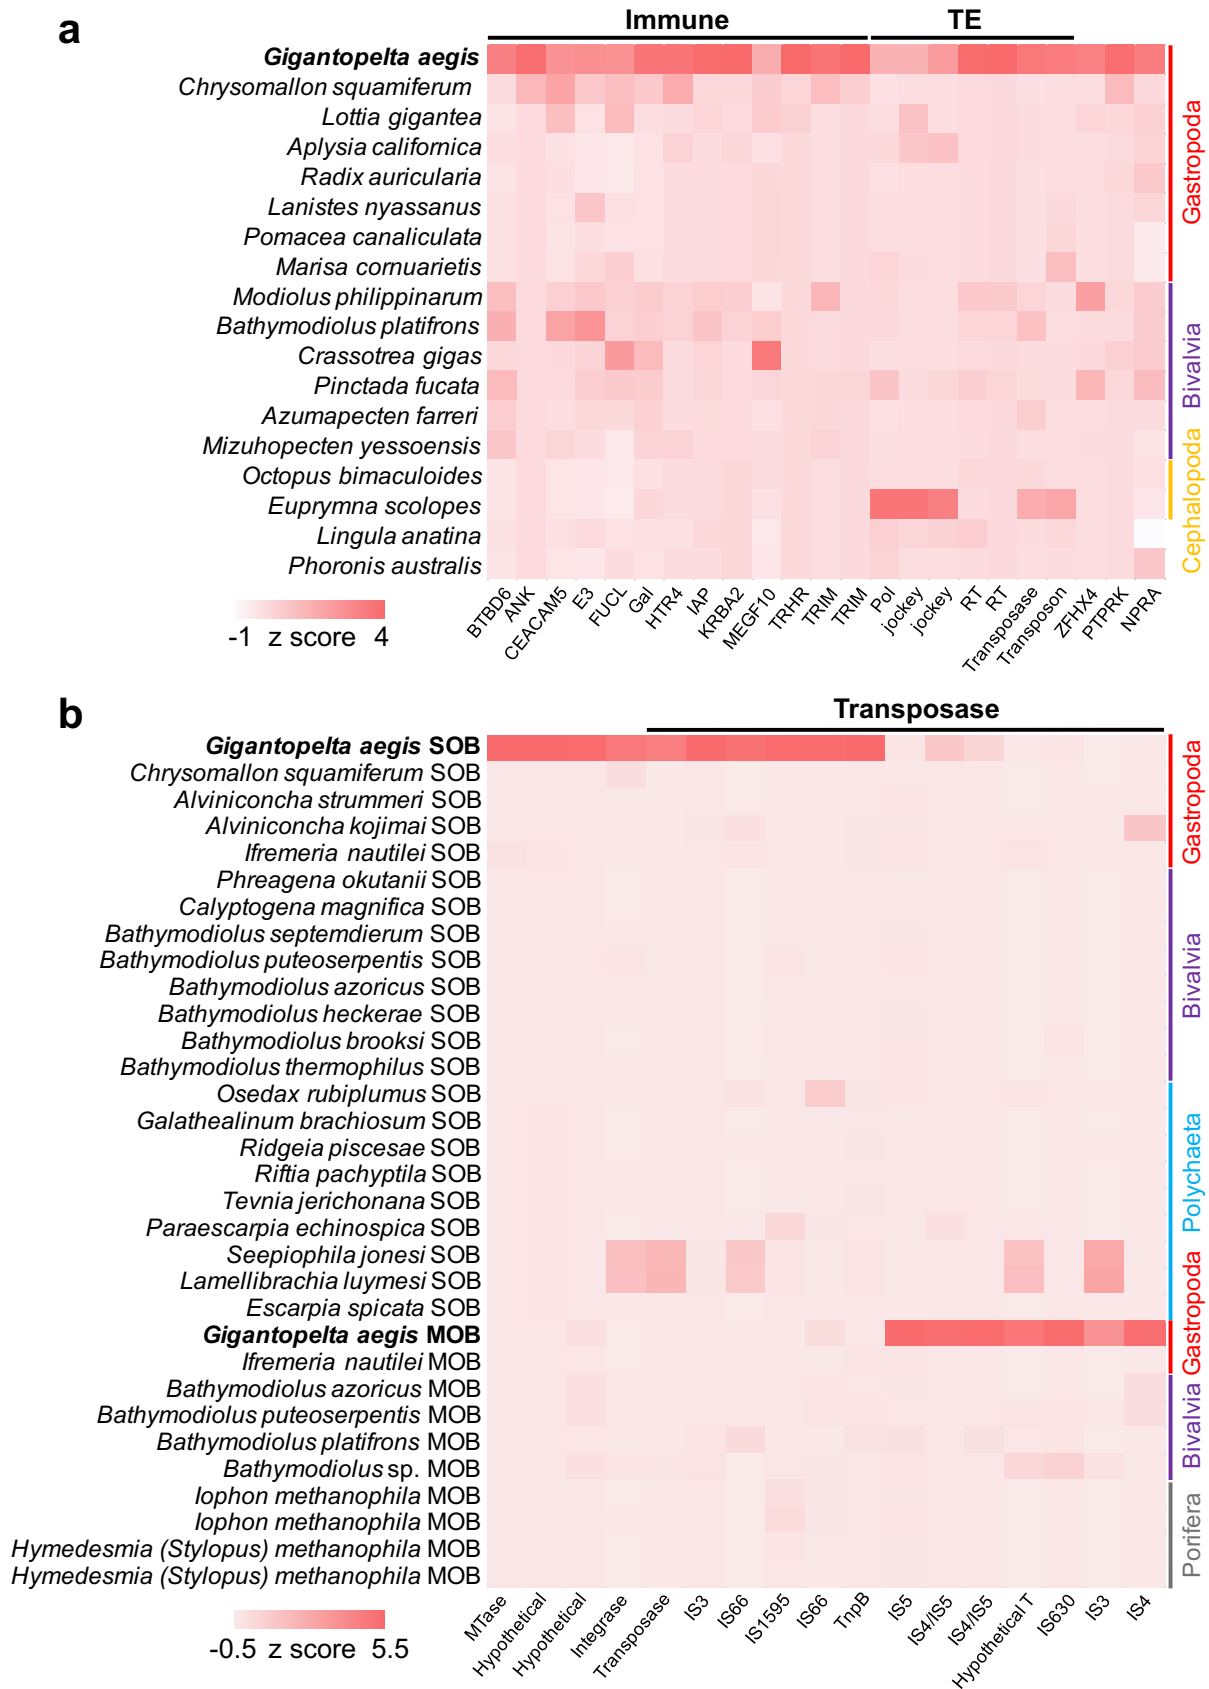 a
Immune
TE
Gigantopelta aegis
Chrysomallon squamiferum
Lottia gigantea
Aplysia californica
Radix auricularia
Lanistes nyassanus
Pomacea canaliculata
Marisa cornuarietis
Modiolus philippinarum
Bathymodiolus platifrons
Crassotrea gigas
Pinctada fucata
Azumapecten farreri
Mizuhopecten yessoensis
Octopus bimaculoides
Euprymna scolopes
Lingula anatina
Phoronis australis
Gastropoda
Bivalvia
Cephalopoda
BTBD6
ANK
CEACAM5
E3
FUCL
Gal
HTR4
IAP
KRBA2
MEGF10
TRHR
TRIM
TRIM
Pol
jockey
jockey
RT
RT
Transposase
Transposon
ZFHX4
PTPRK
NPRA
-1 z score 4
b
Transposase
Gigantopelta aegis SOB
Chrysomallon squamiferum SOB
Alviniconcha strummeri SOB
Alviniconcha kojimai SOB
Ifremeria nautilei SOB
Phreagena okutanii SOB
Calyptogena magnifica SOB
Bathymodiolus septemdierum SOB
Bathymodiolus puteoserpentis SOB
Bathymodiolus azoricus SOB
Bathymodiolus heckerae SOB
Bathymodiolus brooksi SOB
Bathymodiolus thermophilus SOB
Osedax rubiplumus SOB
Galathealinum brachiosum SOB
Ridgeia piscesae SOB
Riftia pachyptila SOB
Tevnia jerichonana SOB
Paraescarpia echinospica SOB
Seepiophila jonesi SOB
Lamellibrachia luymesi SOB
Escarpia spicata SOB
Gigantopelta aegis MOB
Ifremeria nautilei MOB
Bathymodiolus azoricus MOB
Bathymodiolus puteoserpentis MOB
Bathymodiolus platifrons MOB
Bathymodiolus sp. MOB
Iophon methanophila MOB
Iophon methanophila MOB
Hymedesmia (Stylopus) methanophila MOB
Hymedesmia (Stylopus) methanophila MOB
Gastropoda
Bivalvia
Polychaeta
Gastropoda
Bivalvia
Porifera
MTase
Hypothetical
Hypothetical
Integrase
Transposase
IS3
IS66
IS1595
IS66
TnpB
IS5
IS4/IS5
IS4/IS5
Hypothetical T
IS630
IS3
IS4
-0.5 z score 5.5